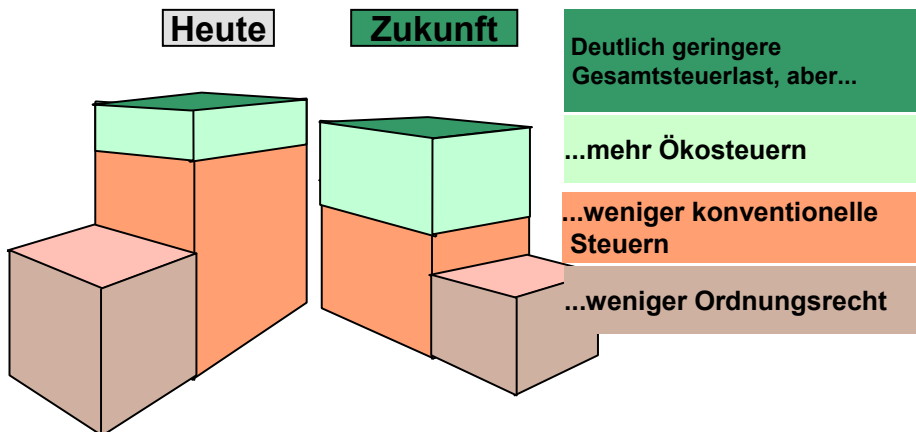 Heute
Zukunft
Deutlich geringere
Gesamtsteuerlast, aber...
...mehr Ökosteuern
...weniger konventionelle
Steuern
...weniger Ordnungsrecht